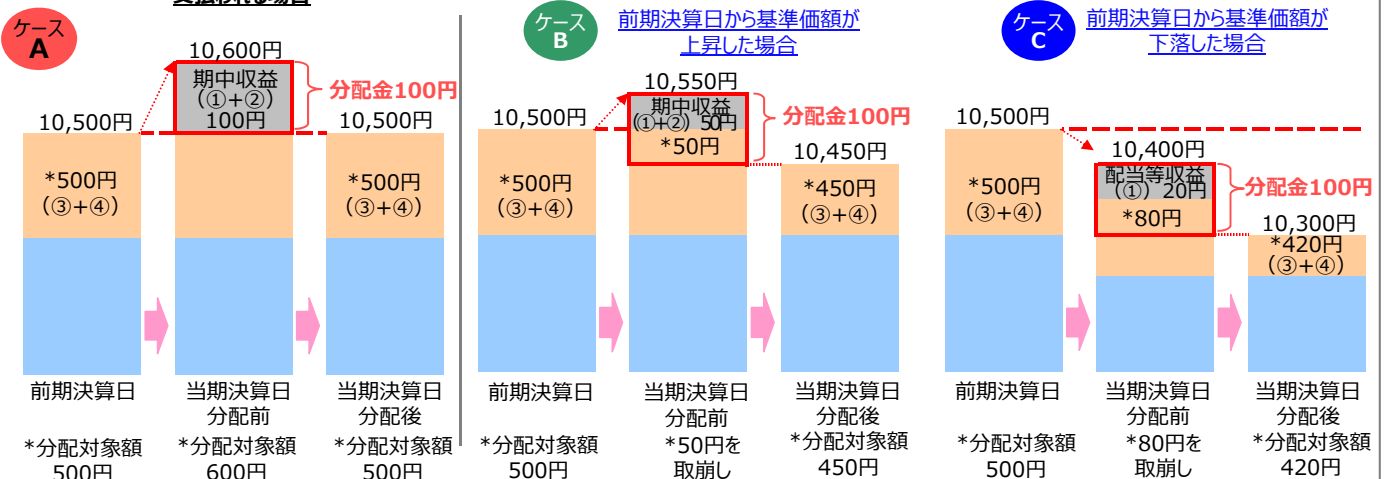 ケース
A
10,600円
期中収益
(①+②)
100円
分配金100円
10,500円
10,500円
*500円
(③+④)
*500円
(③+④)
前期決算日
当期決算日
分配前
当期決算日
分配後
*分配対象額
500円
*分配対象額
600円
*分配対象額
500円
ケース
B
前期決算日から基準価額が
上昇した場合
10,550円
期中収益
(①+②) 50円
*50円
分配金100円
10,500円
10,450円
*500円
(③+④)
*450円
(③+④)
前期決算日
当期決算日
分配前
当期決算日
分配後
*分配対象額
500円
*50円を
取崩し
*分配対象額
450円
ケース
C
前期決算日から基準価額が
下落した場合
10,500円
10,400円
配当等収益
(①) 20円
*80円
分配金100円
10,300円
*500円
(③+④)
*420円
(③+④)
前期決算日
当期決算日
分配前
当期決算日
分配後
*分配対象額
500円
*80円を
取崩し
*分配対象額
420円